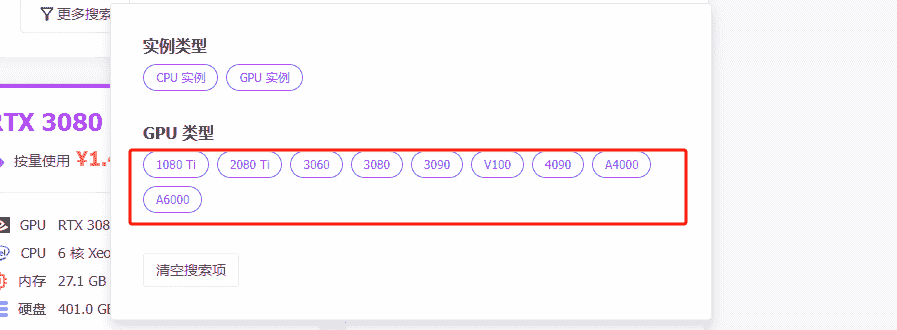 更多搜索
实例类型
CPU 实例 GPU 实例
GPU 类型
1080 Ti 2080 Ti 3060 3080 3090 V100 4090 A4000
A6000
清空搜索项
RTX 3080
按量使用 ¥1.4
GPU RTX 308
CPU 6 核 Xeo
内存 27.1 GB
硬盘 401.0 GB